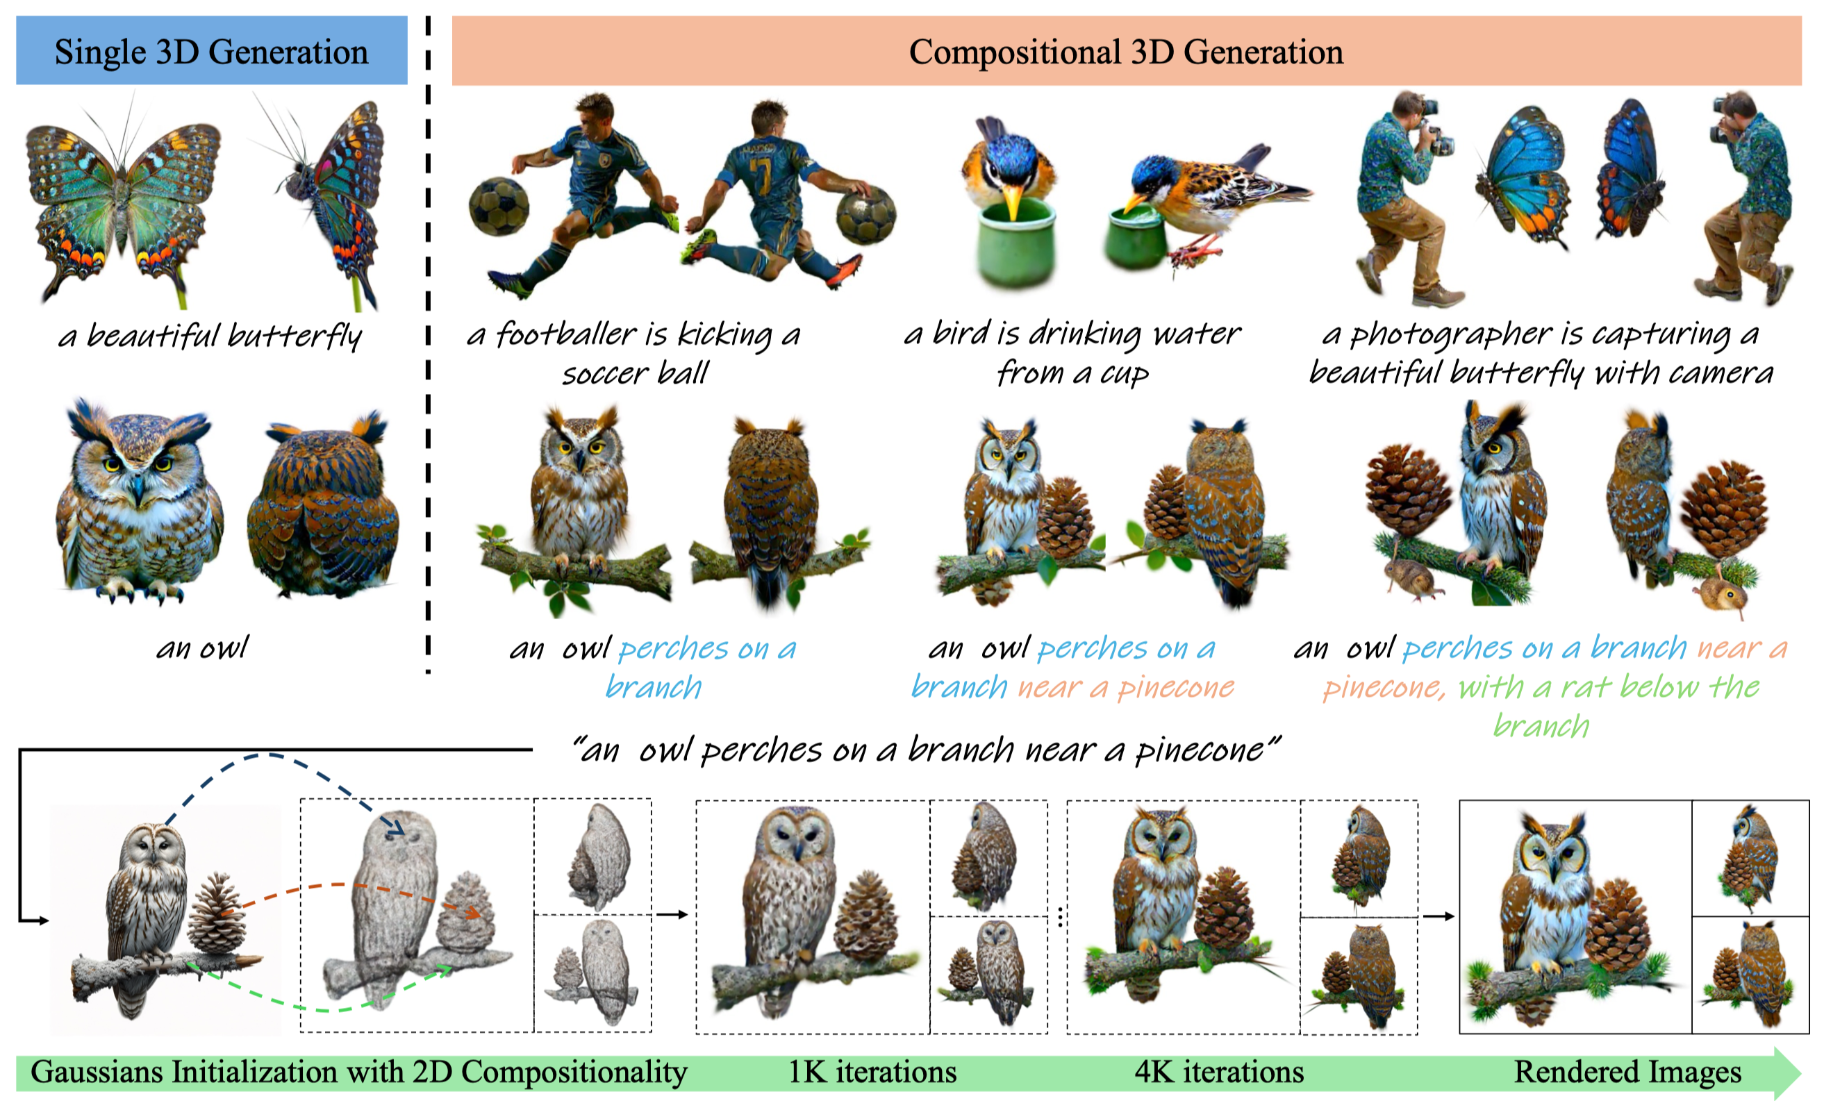 Single 3D Generation
Compositional 3D Generation
a beautiful butterfly
a footballer is kicking a
soccer ball
a bird is drinking water
from a cup
a photographer is capturing a
beautiful butterfly with camera
7
an owl
an owl perches on a
branch
an owl perches on a
branch near a pinecone
an owl perches on a branch near a
pinecone, with a rat below the
branch
“an owl perches on a branch near a pinecone”
Gaussians Initialization with 2D Compositionality
1K iterations
4K iterations
Rendered Images